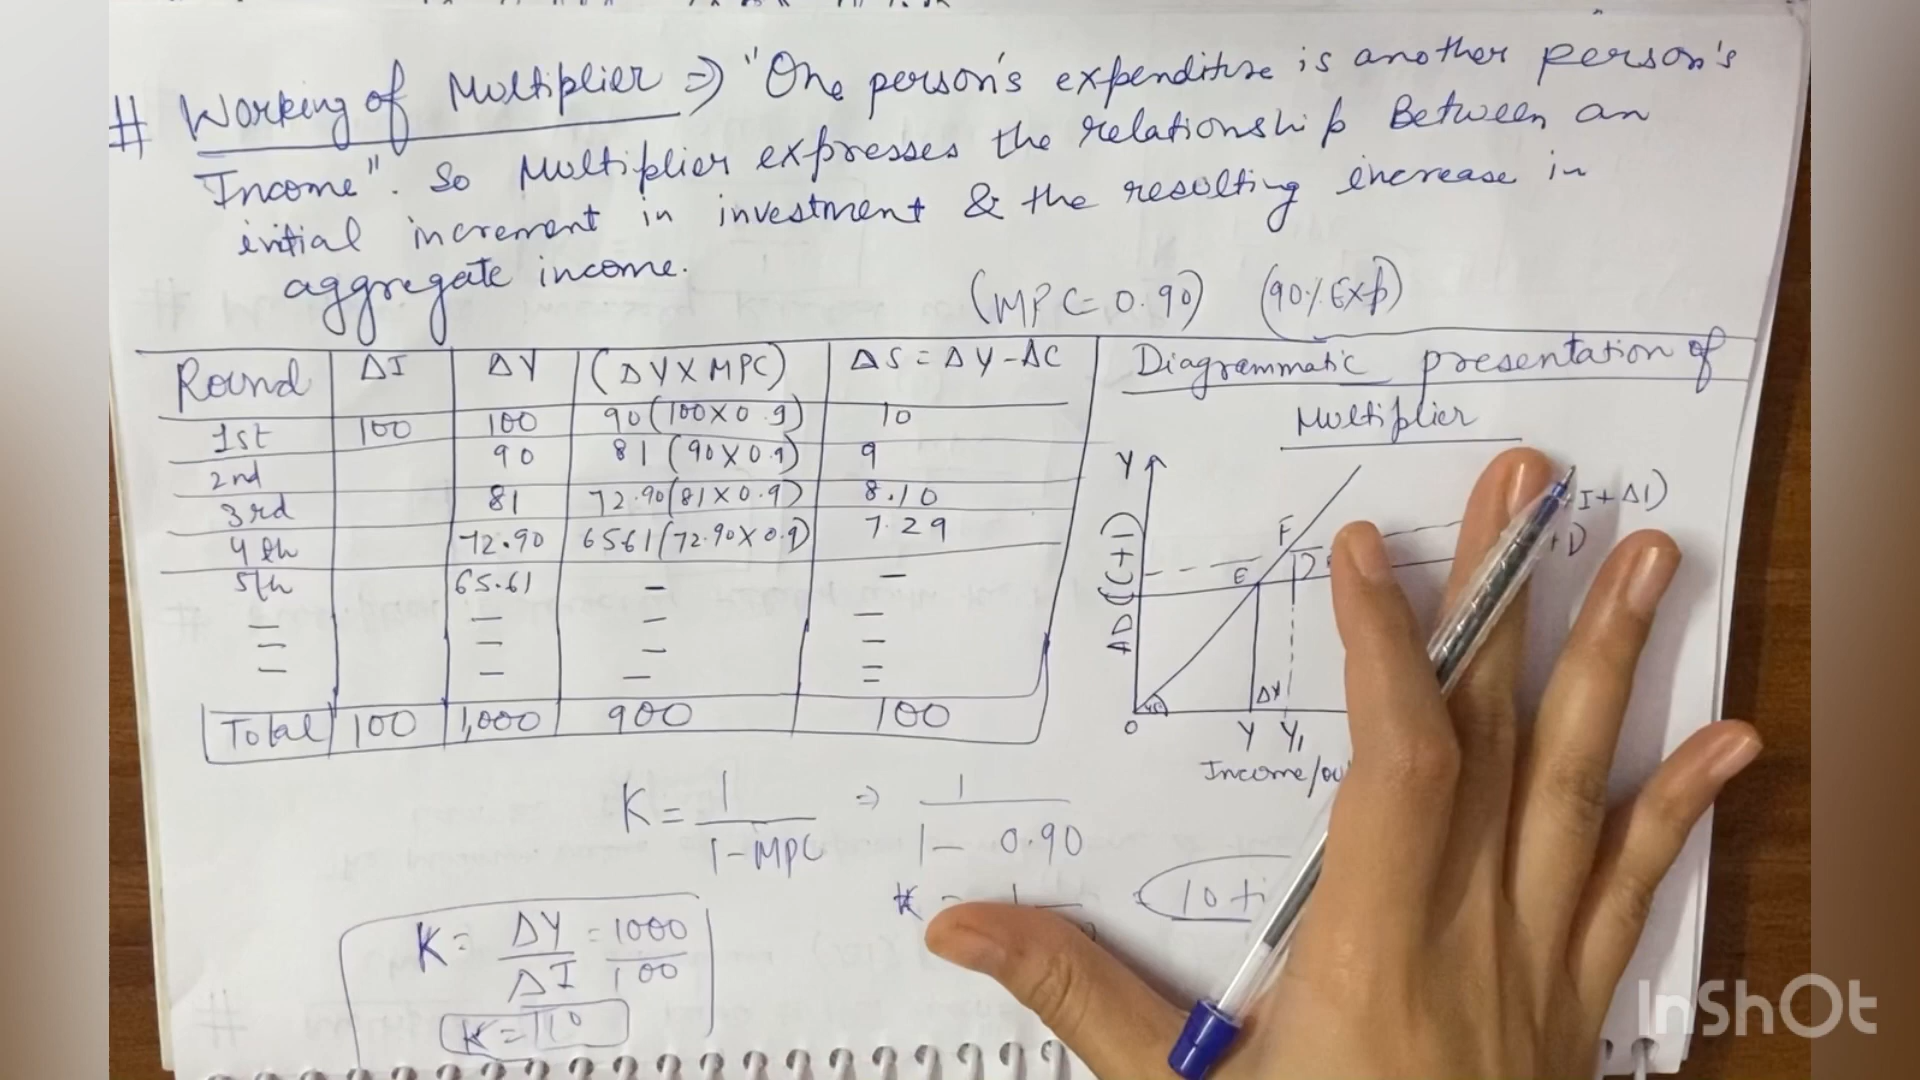 # Working of Multiplier => "One person's expenditure is another person's
Income". So Multiplier expresses the relationship Between an
initial increment in investment & the resulting increase in
aggregate income.
(MPC=0.90) (90% Exp)
Round ΔI ΔY (ΔY×MPC) ΔS = ΔY-ΔC
1st 100 100 90(100×0.9) 10
2nd 90 81 (90×0.9) 9
3rd 81 72.90(81×0.9) 8.10
4th 72.90 6561(72.90×0.9) 7.29
5th 65.61 - -
- - - -
- - - -
- - - =
Total 100 1,000 900 100
Diagrammatic presentation of
Multiplier
Y
I+ΔI)
+I)
F
E
AD (C+I)
ΔY
O Y Y1
Income/ou
K = 1/1-MPC => 1/1-0.90
K = 10 ti
K = ΔY/ΔI = 1000/100
K = 10
InShOt